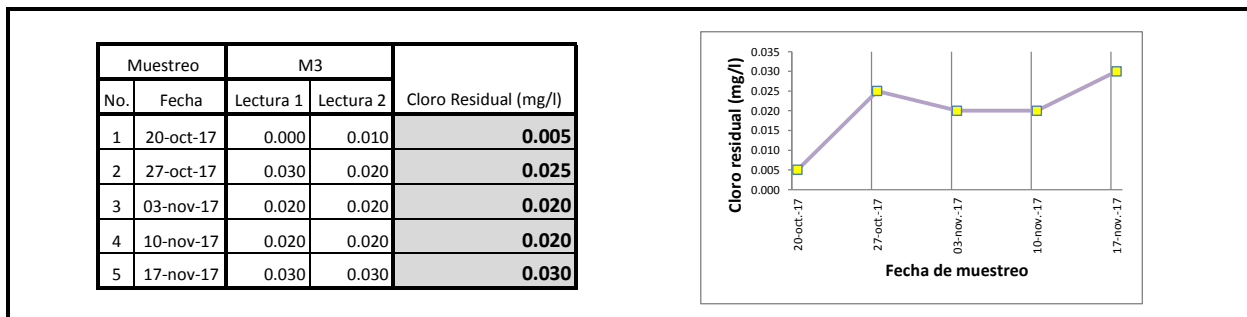 Muestreo M3
No. Fecha Lectura 1 Lectura 2 Cloro Residual (mg/l)
1 20-oct-17 0.000 0.010 0.005
2 27-oct-17 0.030 0.020 0.025
3 03-nov-17 0.020 0.020 0.020
4 10-nov-17 0.020 0.020 0.020
5 17-nov-17 0.030 0.030 0.030
Cloro residual (mg/l)
0.035
0.030
0.025
0.020
0.015
0.010
0.005
0.000
20-oct.-17
27-oct.-17
03-nov.-17
10-nov.-17
17-nov.-17
Fecha de muestreo